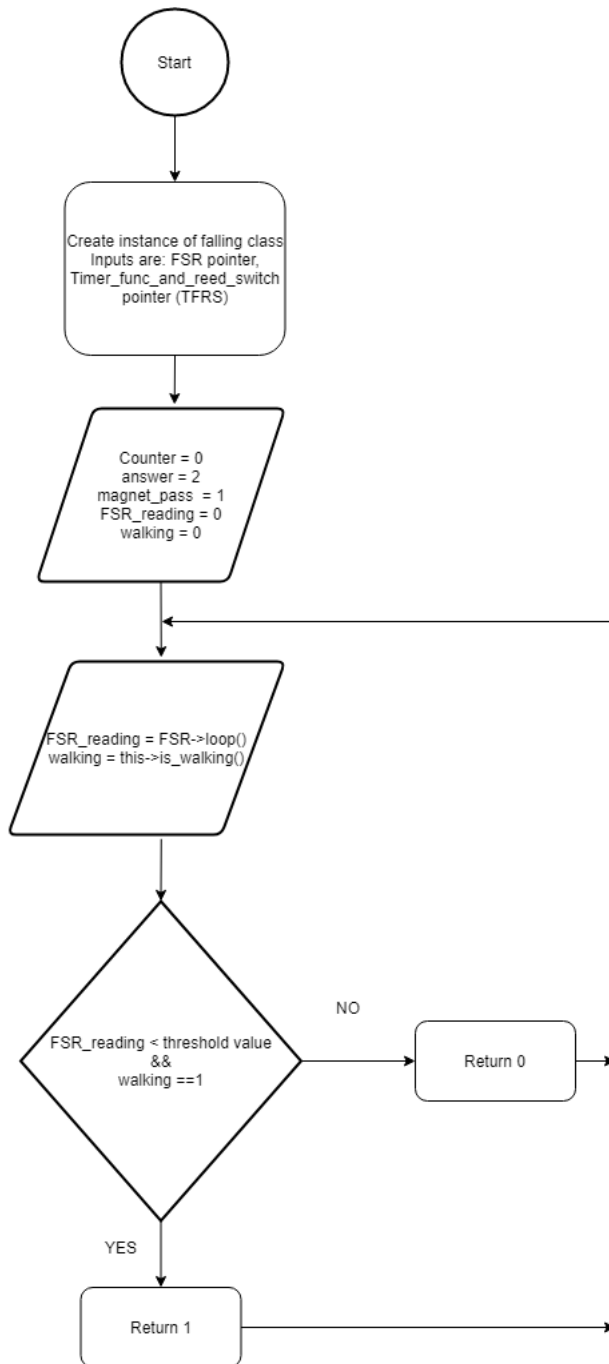 Start
Create instance of falling class
Inputs are: FSR pointer,
Timer_func_and_reed_switch
pointer (TFRS)
Counter = 0
answer = 2
magnet_pass = 1
FSR_reading = 0
walking = 0
FSR_reading = FSR->loop()
walking = this->is_walking()
FSR_reading < threshold value
&&
walking ==1
NO
Return 0
YES
Return 1